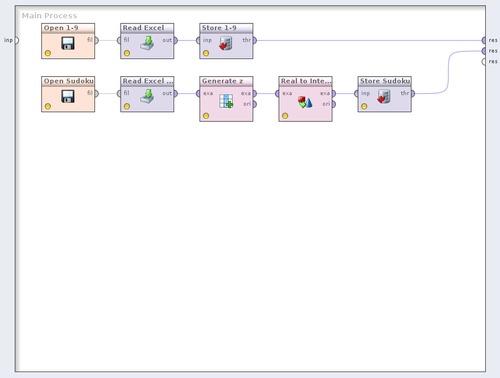 Main Process
Open 1-9 Read Excel Store 1-9
inp fil fil out inp thr res
res
Open Sudoku Read Excel ... Generate z Real to Inte... Store Sudoku res
fil fil out exa exa exa exa inp thr
ori ori